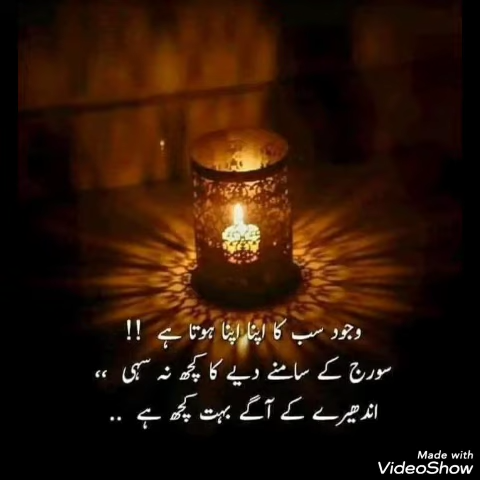 وجود سب کا اپنا اپنا ہوتا ہے !!
سورج کے سامنے دیے کا کچھ نہ سہی ،،
اندھیرے کے آگے بہت کچھ ہے ..
Made with
VideoShow